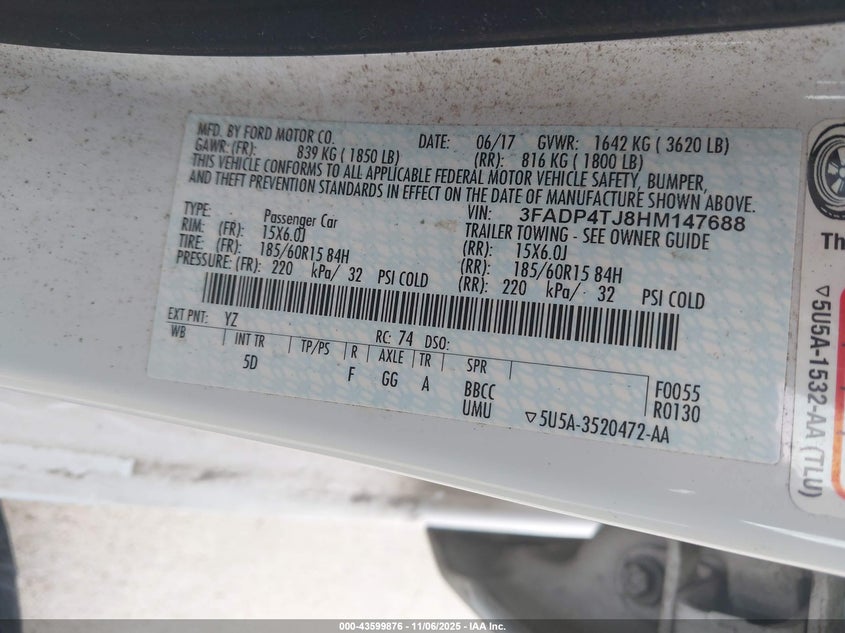 MFD. BY FORD MOTOR CO. DATE: 06/17 GVWR: 1642 KG ( 3620 LB)
GAWR: (FR): 839 KG ( 1850 LB) (RR): 816 KG ( 1800 LB)
THIS VEHICLE CONFORMS TO ALL APPLICABLE FEDERAL MOTOR VEHICLE SAFETY, BUMPER,
AND THEFT PREVENTION STANDARDS IN EFFECT ON THE DATE OF MANUFACTURE SHOWN ABOVE.
VIN: 3FADP4TJ8HM147688
TYPE: Passenger Car TRAILER TOWING - SEE OWNER GUIDE
RIM: (FR): 15X6.0J (RR): 15X6.0J
TIRE: (FR): 185/60R15 84H (RR): 185/60R15 84H
PRESSURE: (FR): 220 kPa/ 32 PSI COLD (RR): 220 kPa/ 32 PSI COLD
EXT PNT: YZ RC: 74 DSO:
WB INT TR TP/PS R AXLE TR SPR
5D F GG A BBCC F0055
UMU ▽5U5A-3520472-AA R0130
Th
▽5U5A-1532-AA (TLU)
000-43599876 - 11/06/2025 - www.iaai.com - Copyright IAA, Inc.